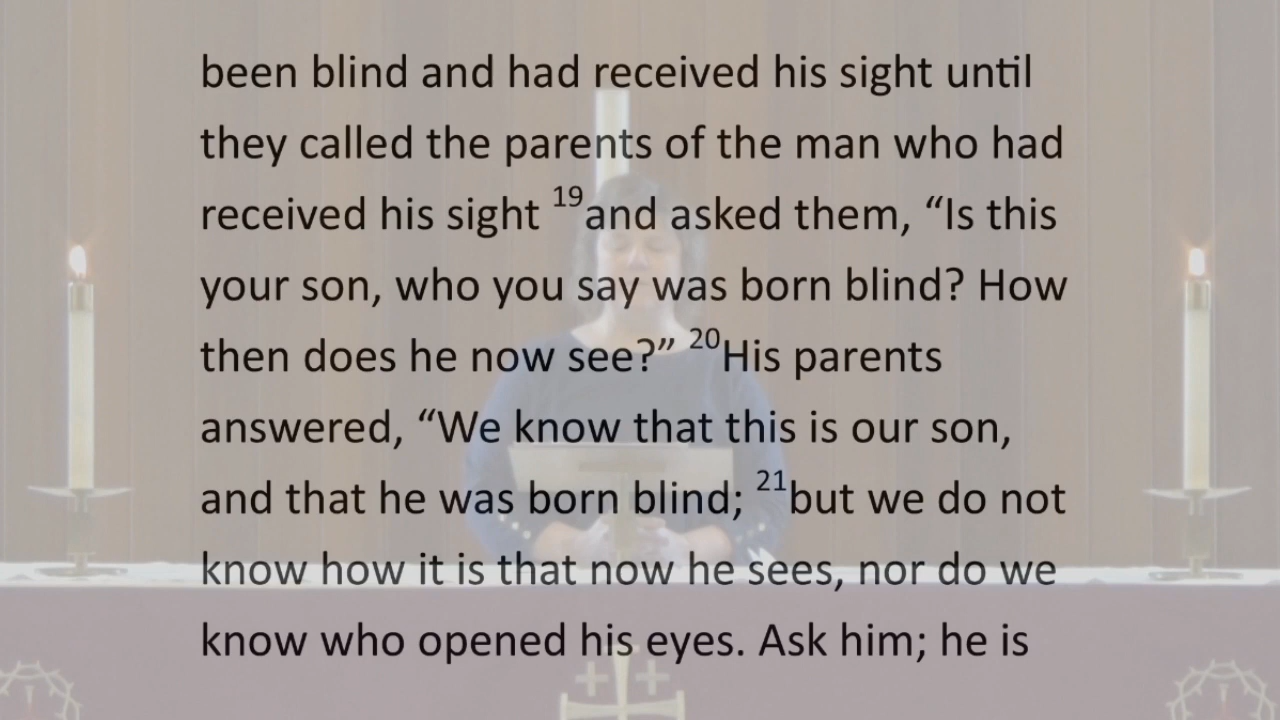 been blind and had received his sight until
they called the parents of the man who had
received his sight 19and asked them, “Is this
your son, who you say was born blind? How
then does he now see?” 20His parents
answered, “We know that this is our son,
and that he was born blind; 21but we do not
know how it is that now he sees, nor do we
know who opened his eyes. Ask him; he is